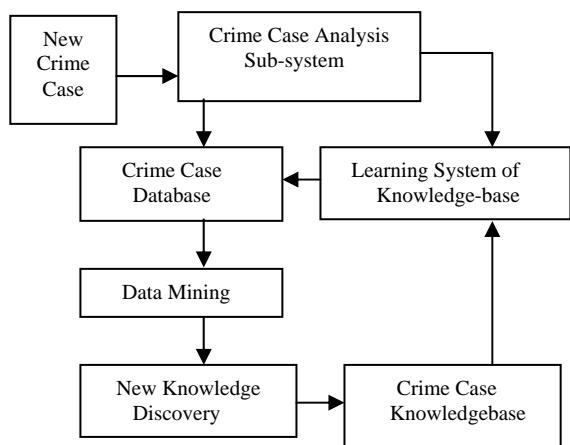 New
Crime
Case
Crime Case Analysis
Sub-system
Crime Case
Database
Learning System of
Knowledge-base
Data Mining
New Knowledge
Discovery
Crime Case
Knowledgebase